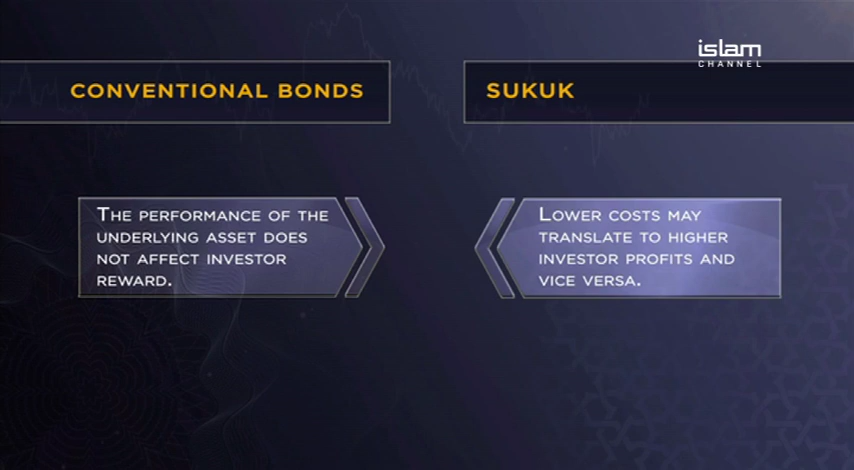 islam
CHANNEL
CONVENTIONAL BONDS
SUKUK
THE PERFORMANCE OF THE
UNDERLYING ASSET DOES
NOT AFFECT INVESTOR
REWARD.
LOWER COSTS MAY
TRANSLATE TO HIGHER
INVESTOR PROFITS AND
VICE VERSA.